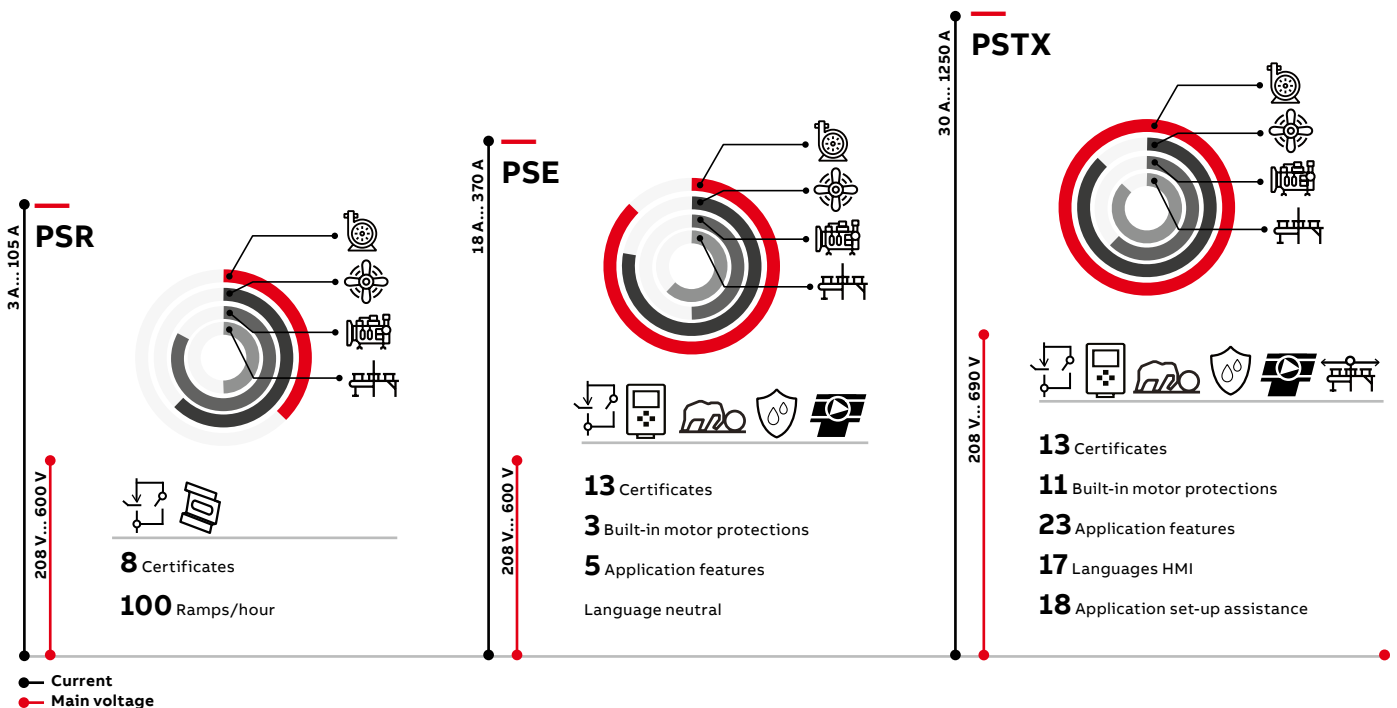 PSR
3 A... 105 A
208 V... 600 V
8 Certificates
100 Ramps/hour
PSE
18 A... 370 A
208 V... 600 V
13 Certificates
3 Built-in motor protections
5 Application features
Language neutral
PSTX
30 A... 1250 A
208 V... 690 V
13 Certificates
11 Built-in motor protections
23 Application features
17 Languages HMI
18 Application set-up assistance
Current
Main voltage